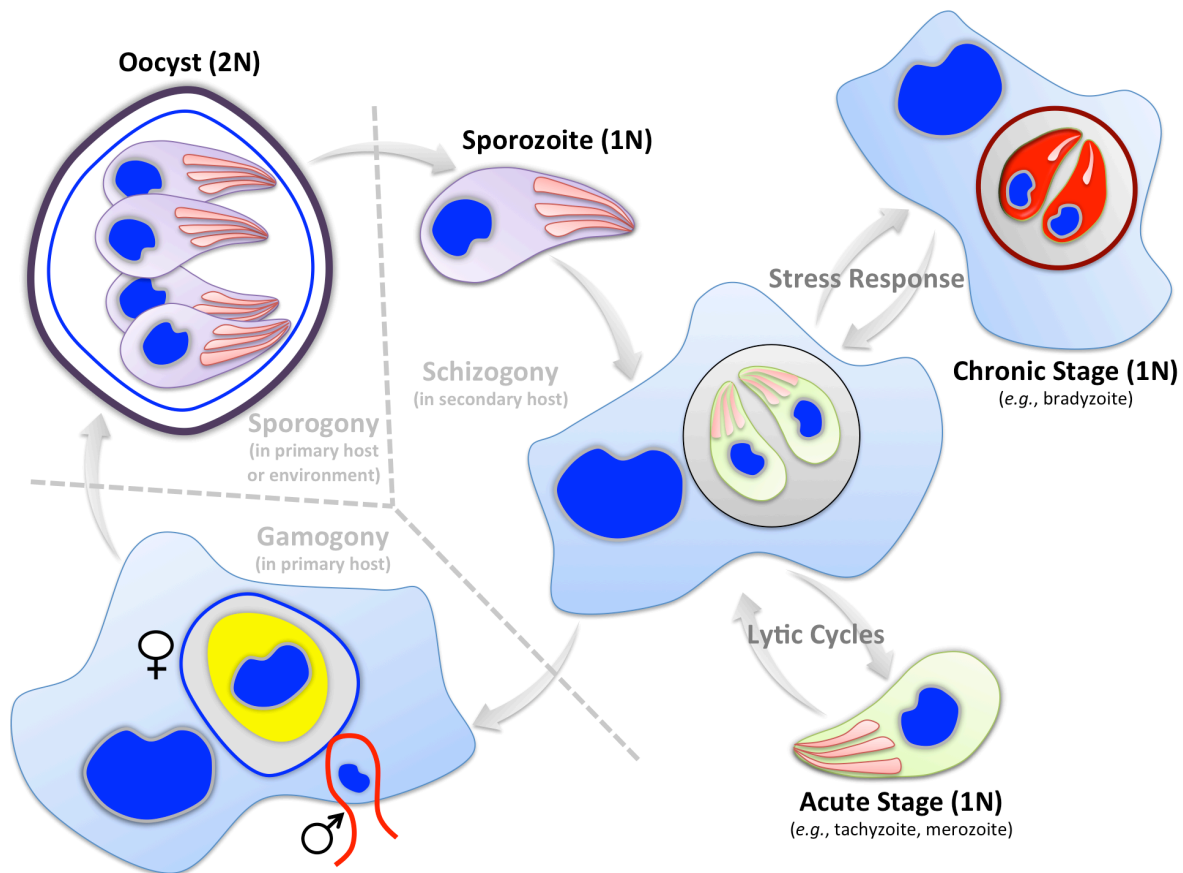 Oocyst (2N)
Sporozoite (1N)
Stress Response
Chronic Stage (1N)
(e.g., bradyzoite)
Schizogony
(in secondary host)
Sporogony
(in primary host
or environment)
Gamogony
(in primary host)
♀
Lytic Cycles
♂
Acute Stage (1N)
(e.g., tachyzoite, merozoite)